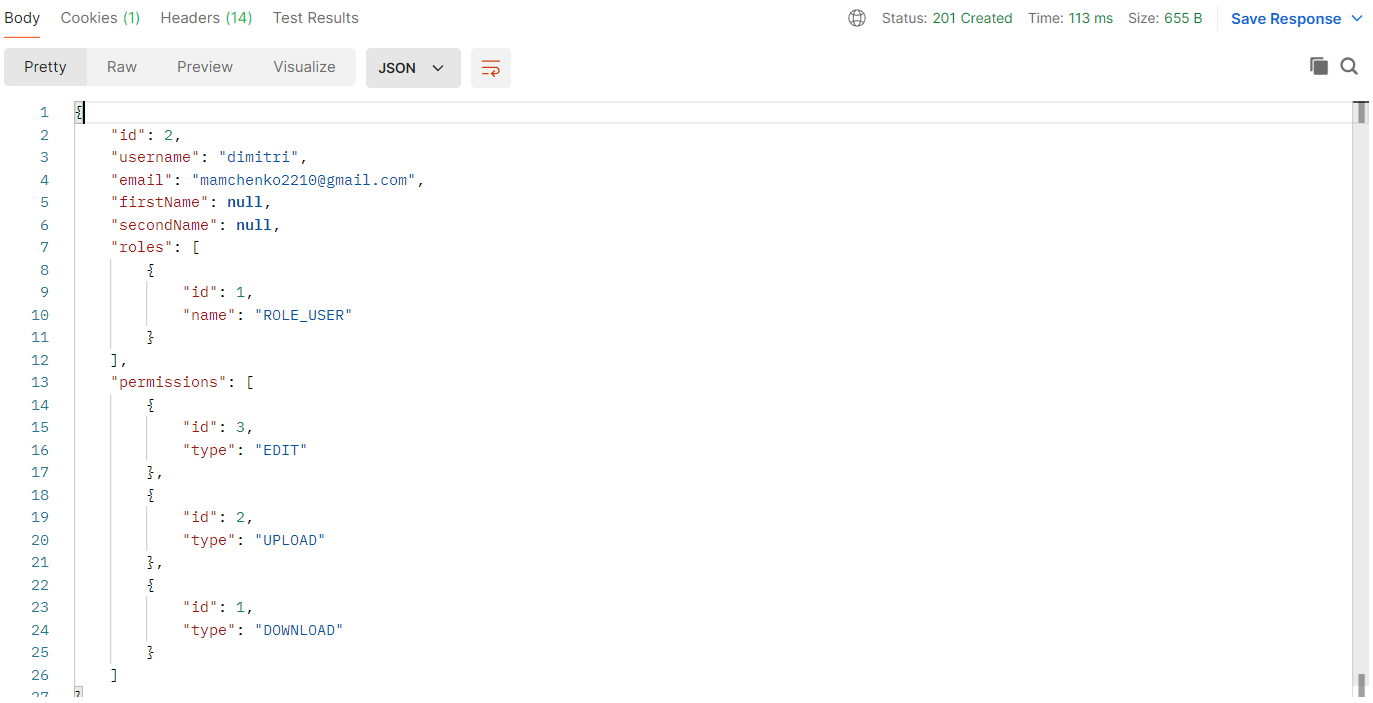 Body Cookies (1) Headers (14) Test Results Status: 201 Created Time: 113 ms Size: 655 B Save Response
Pretty Raw Preview Visualize JSON
1 {
2 "id": 2,
3 "username": "dimitri",
4 "email": "mamchenko2210@gmail.com",
5 "firstName": null,
6 "secondName": null,
7 "roles": [
8 {
9 "id": 1,
10 "name": "ROLE_USER"
11 }
12 ],
13 "permissions": [
14 {
15 "id": 3,
16 "type": "EDIT"
17 },
18 {
19 "id": 2,
20 "type": "UPLOAD"
21 },
22 {
23 "id": 1,
24 "type": "DOWNLOAD"
25 }
26 ]
27 }